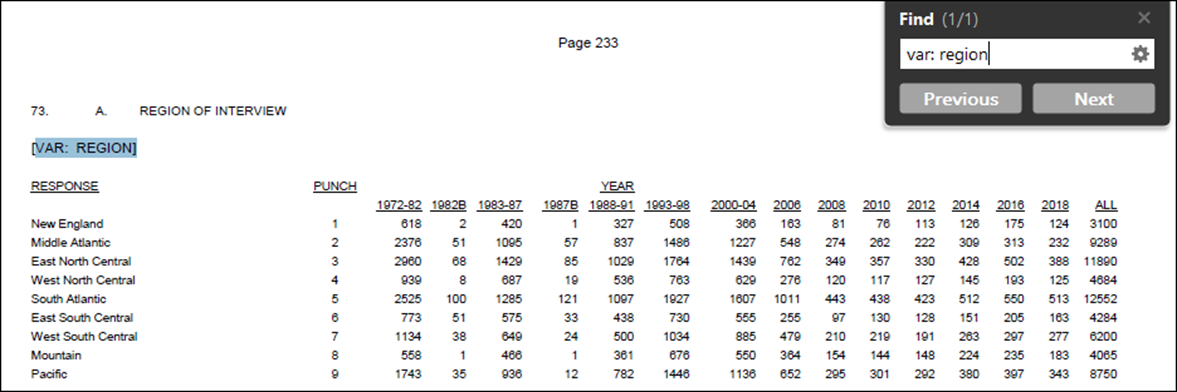 Find (1/1)
var: region
Previous Next
Page 233
73. A. REGION OF INTERVIEW
[VAR: REGION]
RESPONSE PUNCH YEAR
1972-82 1982B 1983-87 1987B 1988-91 1993-98 2000-04 2006 2008 2010 2012 2014 2016 2018 ALL
New England 1 618 2 420 1 327 508 366 163 81 76 113 126 175 124 3100
Middle Atlantic 2 2376 51 1095 57 837 1486 1227 548 274 262 222 309 313 232 9289
East North Central 3 2960 68 1429 85 1029 1764 1439 762 349 357 330 428 502 388 11890
West North Central 4 939 8 687 19 536 763 629 276 120 117 127 145 193 125 4684
South Atlantic 5 2525 100 1285 121 1097 1927 1607 1011 443 438 423 512 550 513 12552
East South Central 6 773 51 575 33 438 730 555 255 97 130 128 151 205 163 4284
West South Central 7 1134 38 649 24 500 1034 885 479 210 219 191 263 297 277 6200
Mountain 8 558 1 466 1 361 676 550 364 154 144 148 224 235 183 4065
Pacific 9 1743 35 936 12 782 1446 1136 652 295 301 292 380 397 343 8750